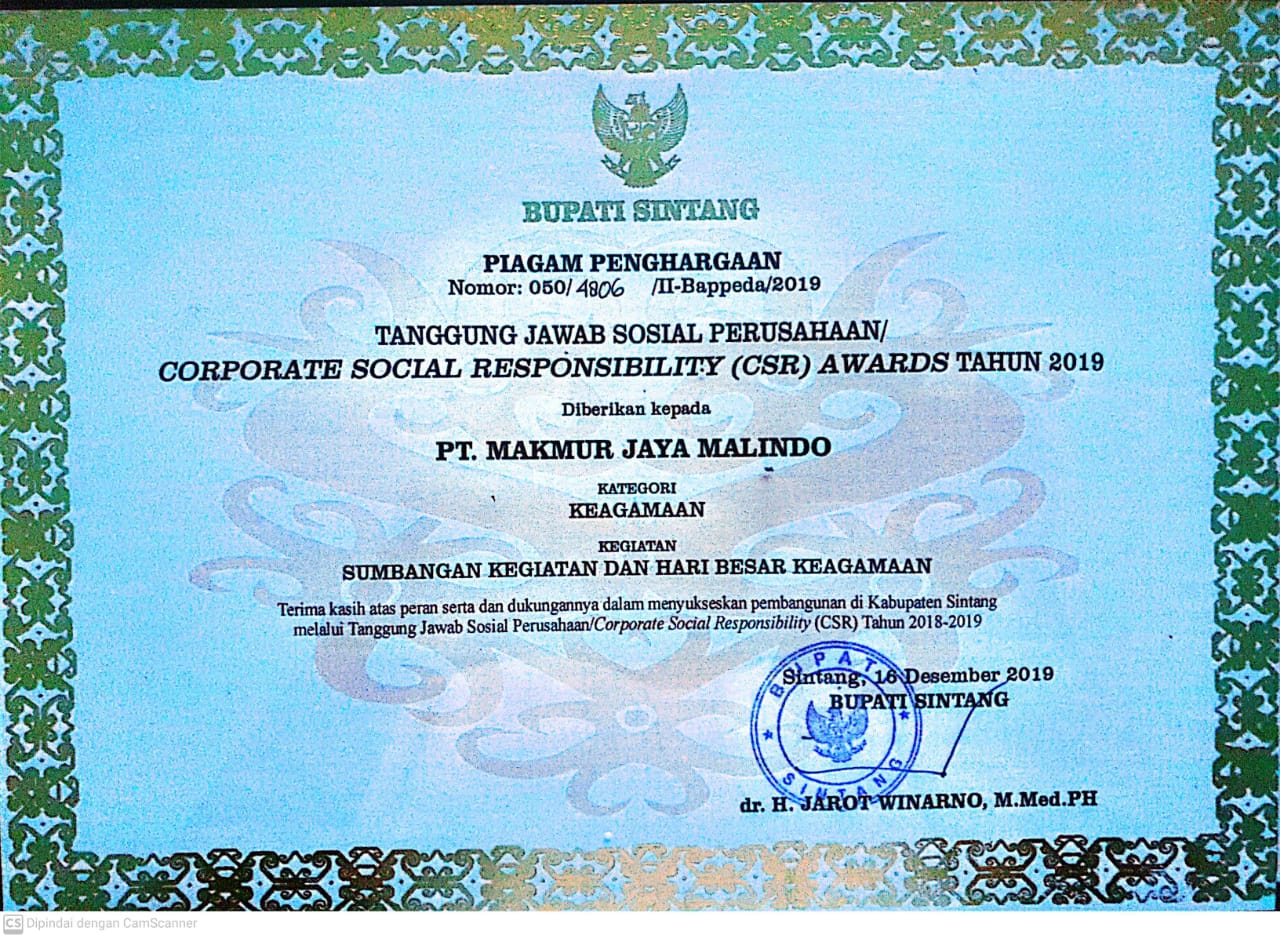 BUPATI SINTANG
PIAGAM PENGHARGAAN
Nomor: 050/ 4806 /II-Bappeda/2019
TANGGUNG JAWAB SOSIAL PERUSAHAAN/
CORPORATE SOCIAL RESPONSIBILITY (CSR) AWARDS TAHUN 2019
Diberikan kepada
PT. MAKMUR JAYA MALINDO
KATEGORI
KEAGAMAAN
KEGIATAN
SUMBANGAN KEGIATAN DAN HARI BESAR KEAGAMAAN
Terima kasih atas peran serta dan dukungannya dalam menyukseskan pembangunan di Kabupaten Sintang
melalui Tanggung Jawab Sosial Perusahaan/Corporate Social Responsibility (CSR) Tahun 2018-2019
Sintang, 16 Desember 2019
BUPATI SINTANG
BUPATI
SINTANG
dr. H. JAROT WINARNO, M.Med.PH
CS Dipindai dengan CamScanner